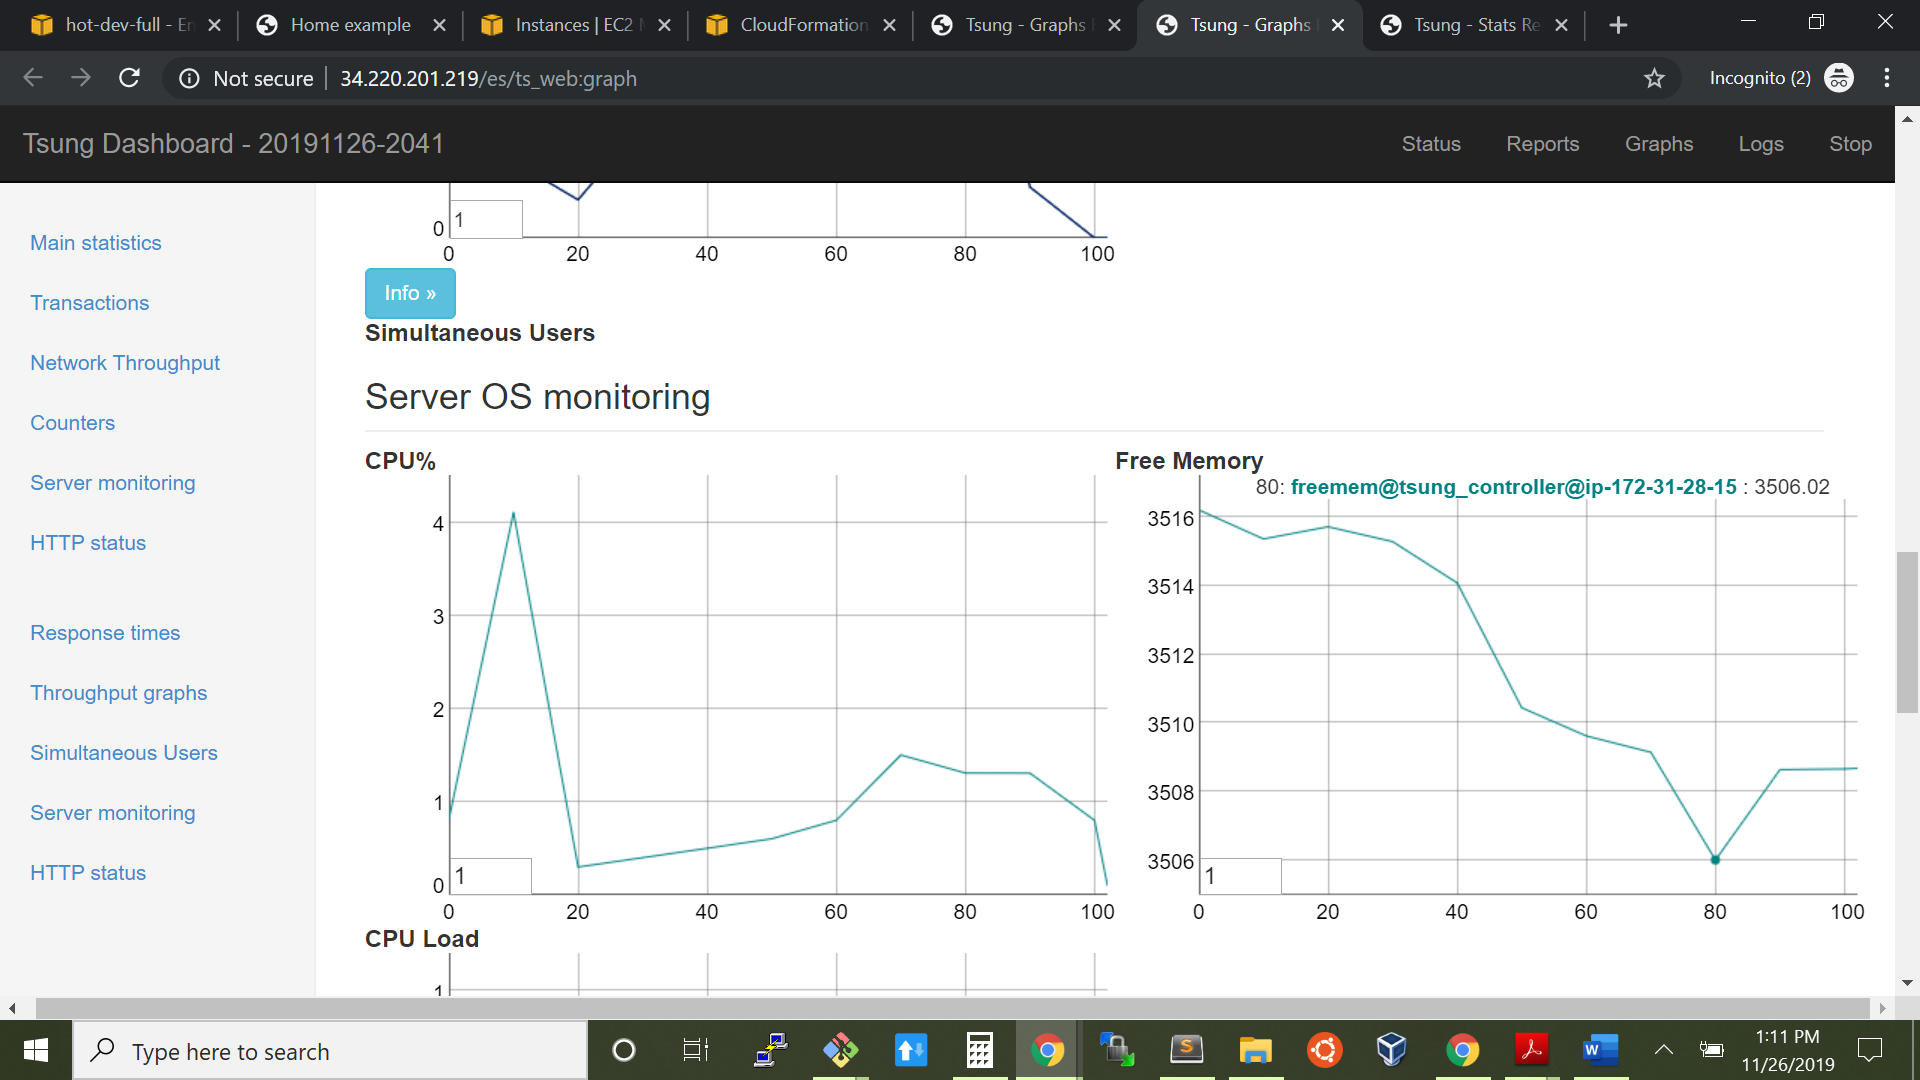 hot-dev-full - En
Home example
Instances | EC2 M
CloudFormation
Tsung - Graphs
Tsung - Graphs
Tsung - Stats Re
Not secure
34.220.201.219/es/ts_web:graph
Incognito (2)
Tsung Dashboard - 20191126-2041
Status
Reports
Graphs
Logs
Stop
Main statistics
Transactions
Network Throughput
Counters
Server monitoring
HTTP status
Response times
Throughput graphs
Simultaneous Users
Server monitoring
HTTP status
0
1
0 20 40 60 80 100
Info »
Simultaneous Users
Server OS monitoring
CPU%
4
3
2
1
0
1
0 20 40 60 80 100
Free Memory
80: freemem@tsung_controller@ip-172-31-28-15 : 3506.02
3516
3514
3512
3510
3508
3506
1
0 20 40 60 80 100
CPU Load
1
Type here to search
S
W
1:11 PM
11/26/2019